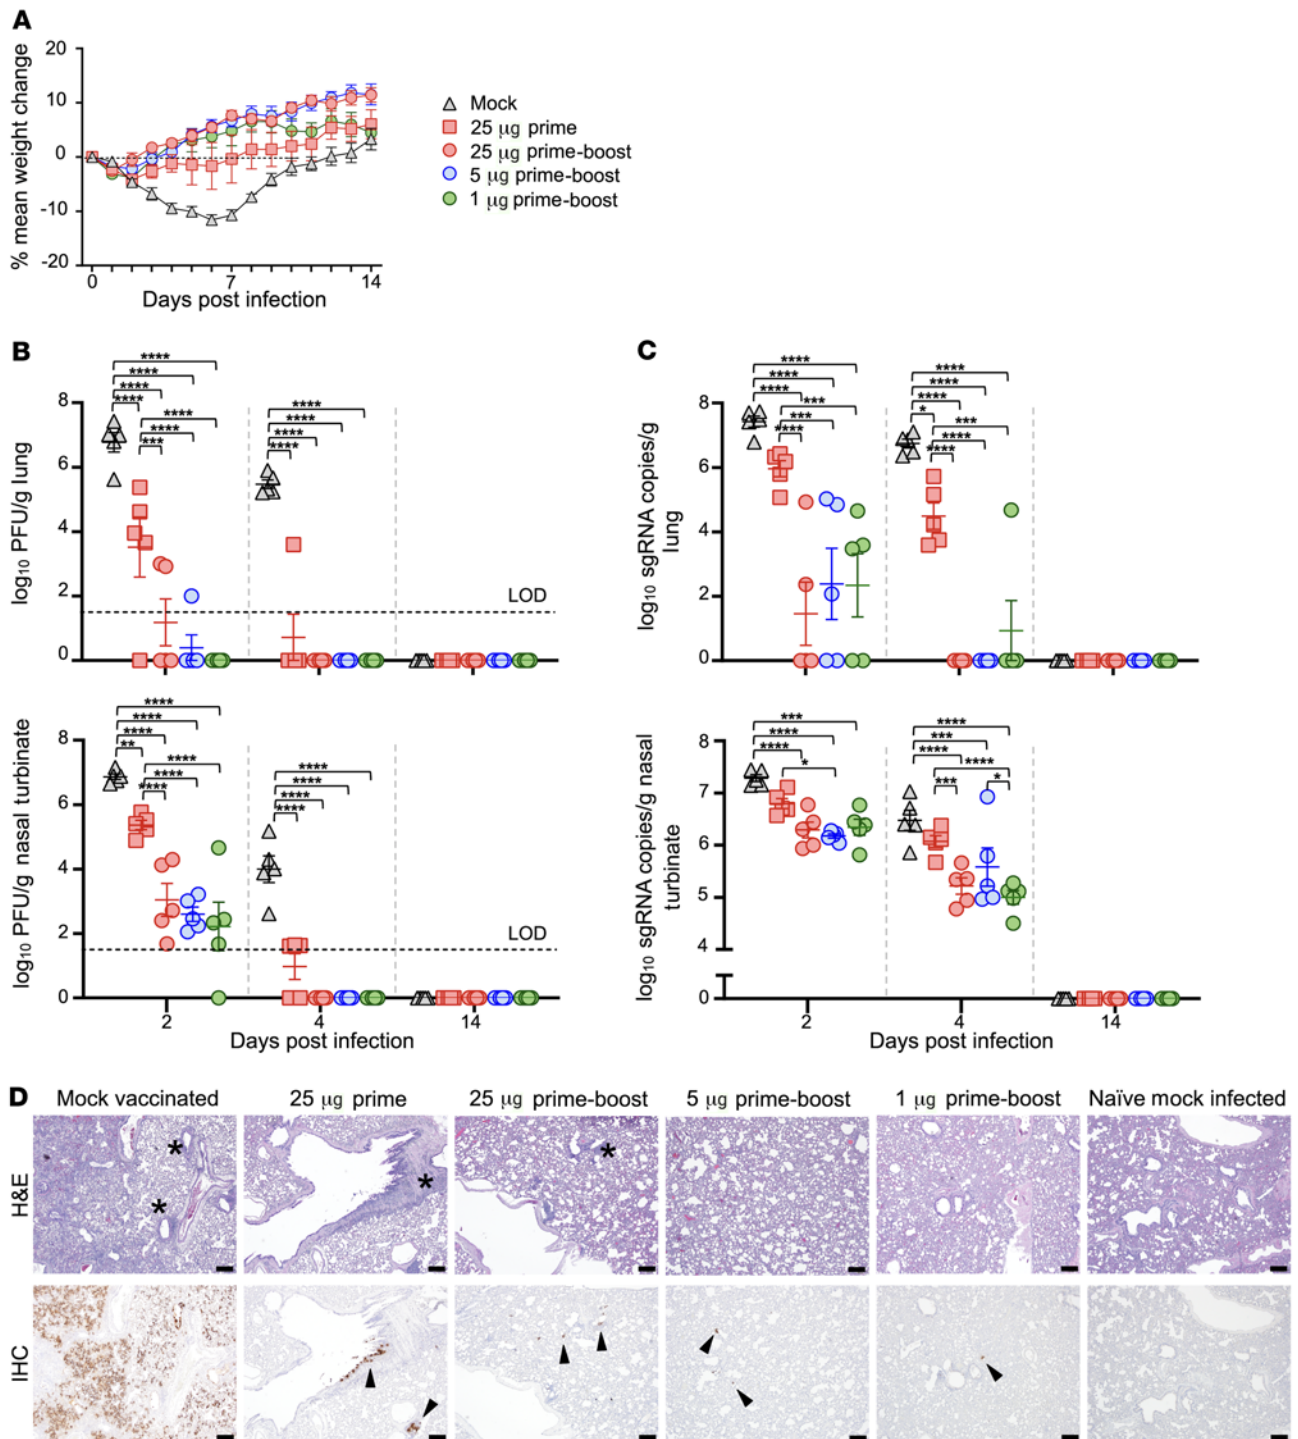 A
% mean weight change
20
10
0
-10
-20
0
7
14
Days post infection
Mock
25 μg prime
25 μg prime-boost
5 μg prime-boost
1 μg prime-boost
B
log₁₀ PFU/g lung
8
6
4
2
0
****
****
****
****
****
****
***
****
****
****
****
LOD
log₁₀ PFU/g nasal turbinate
8
6
4
2
0
****
****
****
**
****
****
****
****
****
****
****
LOD
2
4
14
Days post infection
C
log₁₀ sgRNA copies/g
lung
8
6
4
2
0
****
****
****
***
***
****
****
****
****
*
***
****
****
log₁₀ sgRNA copies/g nasal
turbinate
8
7
6
5
4
0
***
****
****
*
****
***
****
****
***
*
2
4
14
Days post infection
D
Mock vaccinated
25 μg prime
25 μg prime-boost
5 μg prime-boost
1 μg prime-boost
Naïve mock infected
H&E
*
*
*
*
IHC